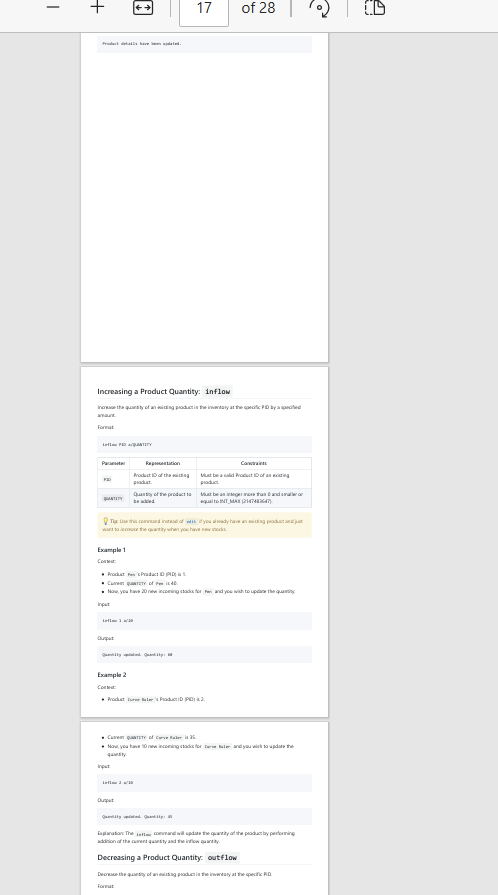 17 of 28
Product details have been updated.
Increasing a Product Quantity: inflow
Increase the quantity of an existing product in the inventory at the specific PID by a specified
amount.
Format:
inflow PID a/QUANTITY
Parameter Representation Constraints
PID Product ID of the existing product. Must be a valid Product ID of an existing product.
QUANTITY Quantity of the product to be added. Must be an integer more than 0 and smaller or equal to INT_MAX (2147483647).
Tip: Use this command instead of edit if you already have an existing product and just
want to increase the quantity when you have new stocks.
Example 1
Context:
Product Pen's Product ID (PID) is 1.
Current QUANTITY of Pen is 40.
Now, you have 20 new incoming stocks for Pen and you wish to update the quantity.
Input:
inflow 1 a/20
Output:
Quantity updated. Quantity: 60
Example 2
Context:
Product Curve Ruler's Product ID (PID) is 2.
Current QUANTITY of Curve Ruler is 35.
Now, you have 10 new incoming stocks for Curve Ruler and you wish to update the
quantity.
Input:
inflow 2 a/10
Output:
Quantity updated. Quantity: 45
Explanation: The inflow command will update the quantity of the product by performing
addition of the current quantity and the inflow quantity.
Decreasing a Product Quantity: outflow
Decrease the quantity of an existing product in the inventory at the specific PID.
Format: